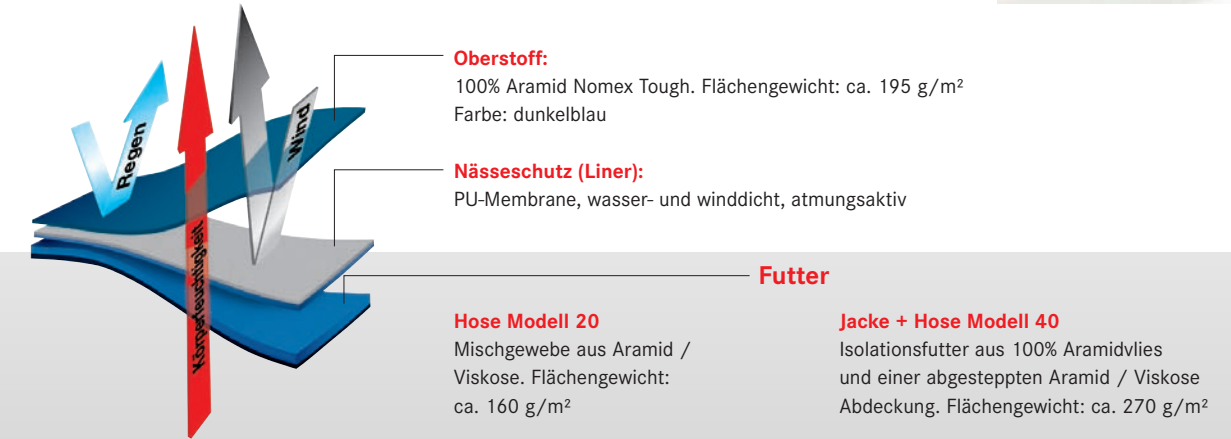 Regen
Körperfeuchtigkeit
Wind
Oberstoff:
100% Aramid Nomex Tough. Flächengewicht: ca. 195 g/m²
Farbe: dunkelblau
Nässeschutz (Liner):
PU-Membrane, wasser- und winddicht, atmungsaktiv
Futter
Hose Modell 20
Mischgewebe aus Aramid /
Viskose. Flächengewicht:
ca. 160 g/m²
Jacke + Hose Modell 40
Isolationsfutter aus 100% Aramidvlies
und einer abgesteppten Aramid / Viskose
Abdeckung. Flächengewicht: ca. 270 g/m²